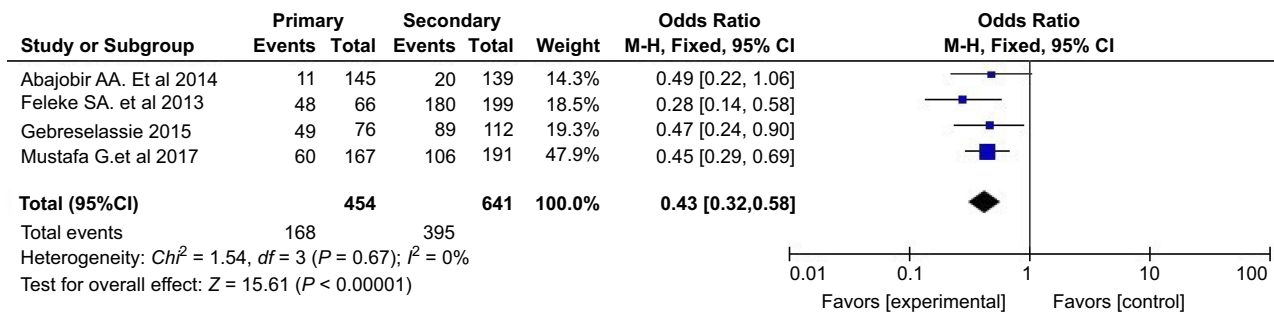 Primary Secondary Odds Ratio Odds Ratio
Study or Subgroup Events Total Events Total Weight M-H, Fixed, 95% CI M-H, Fixed, 95% CI
Abajobir AA. Et al 2014 11 145 20 139 14.3% 0.49 [0.22, 1.06]
Feleke SA. et al 2013 48 66 180 199 18.5% 0.28 [0.14, 0.58]
Gebreselassie 2015 49 76 89 112 19.3% 0.47 [0.24, 0.90]
Mustafa G.et al 2017 60 167 106 191 47.9% 0.45 [0.29, 0.69]
Total (95%CI) 454 641 100.0% 0.43 [0.32,0.58]
Total events 168 395
Heterogeneity: Chi² = 1.54, df = 3 (P = 0.67); I² = 0%
Test for overall effect: Z = 15.61 (P < 0.00001)
0.01 0.1 1 10 100
Favors [experimental] Favors [control]